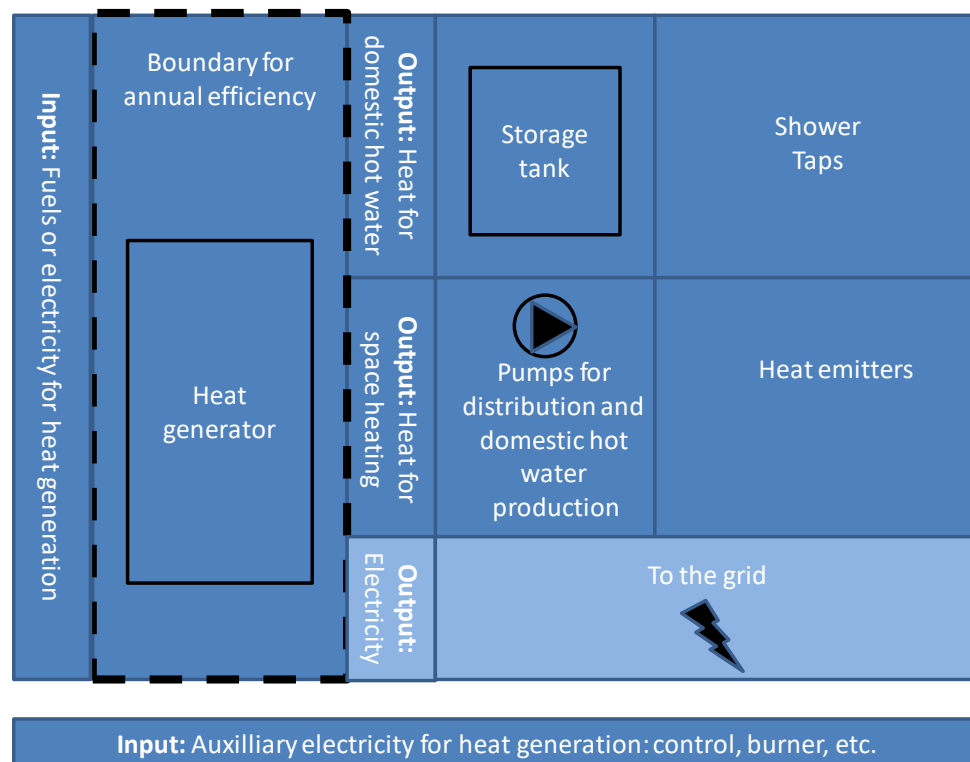 Input: Fuels or electricity for heat generation
Boundary for
annual efficiency
Heat
generator
Output: Heat for
domestic hot water
Storage
tank
Shower
Taps
Output: Heat for
space heating
Pumps for
distribution and
domestic hot
water
production
Heat emitters
Output:
Electricity
To the grid
Input: Auxilliary electricity for heat generation: control, burner, etc.